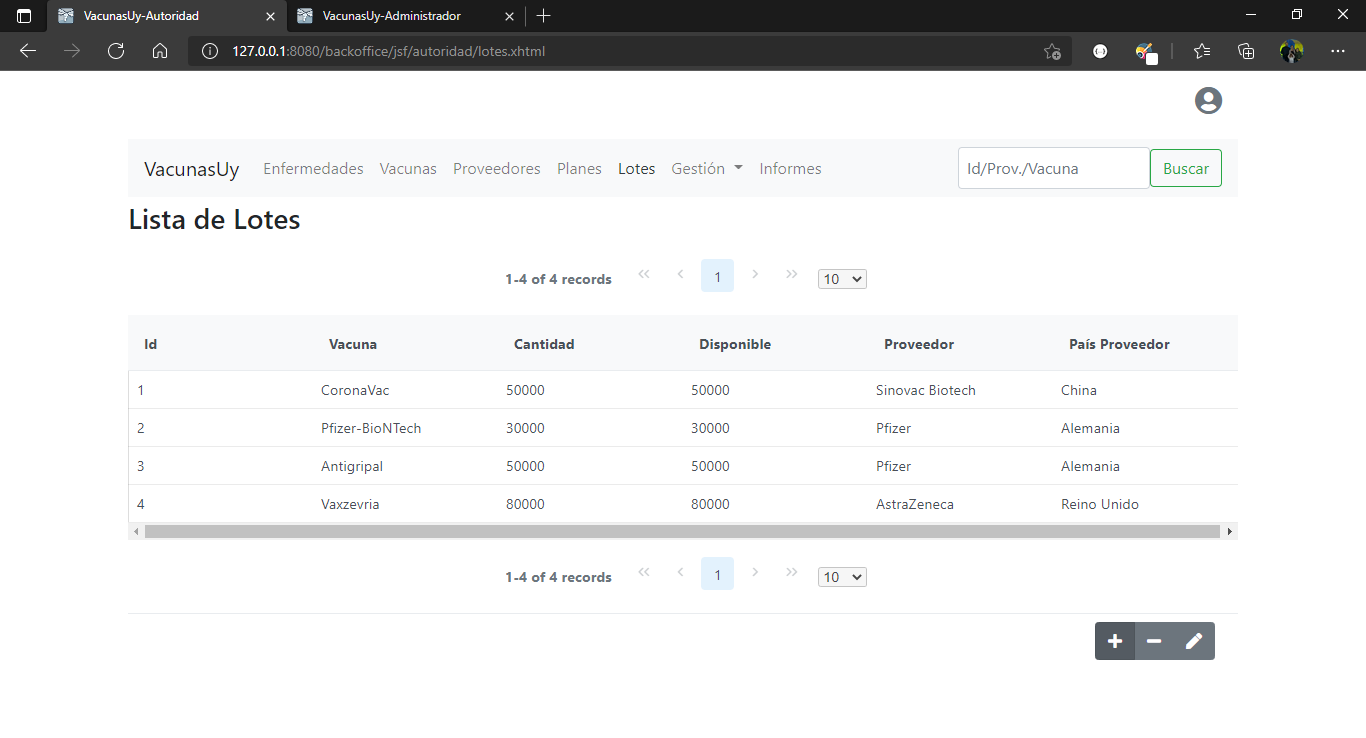 VacunasUy-Autoridad
VacunasUy-Administrador
127.0.0.1:8080/backoffice/jsf/autoridad/lotes.xhtml
VacunasUy Enfermedades Vacunas Proveedores Planes Lotes Gestión Informes Id/Prov./Vacuna Buscar
Lista de Lotes
1-4 of 4 records 1 10
Id Vacuna Cantidad Disponible Proveedor País Proveedor
1 CoronaVac 50000 50000 Sinovac Biotech China
2 Pfizer-BioNTech 30000 30000 Pfizer Alemania
3 Antigripal 50000 50000 Pfizer Alemania
4 Vaxzevria 80000 80000 AstraZeneca Reino Unido
1-4 of 4 records 1 10